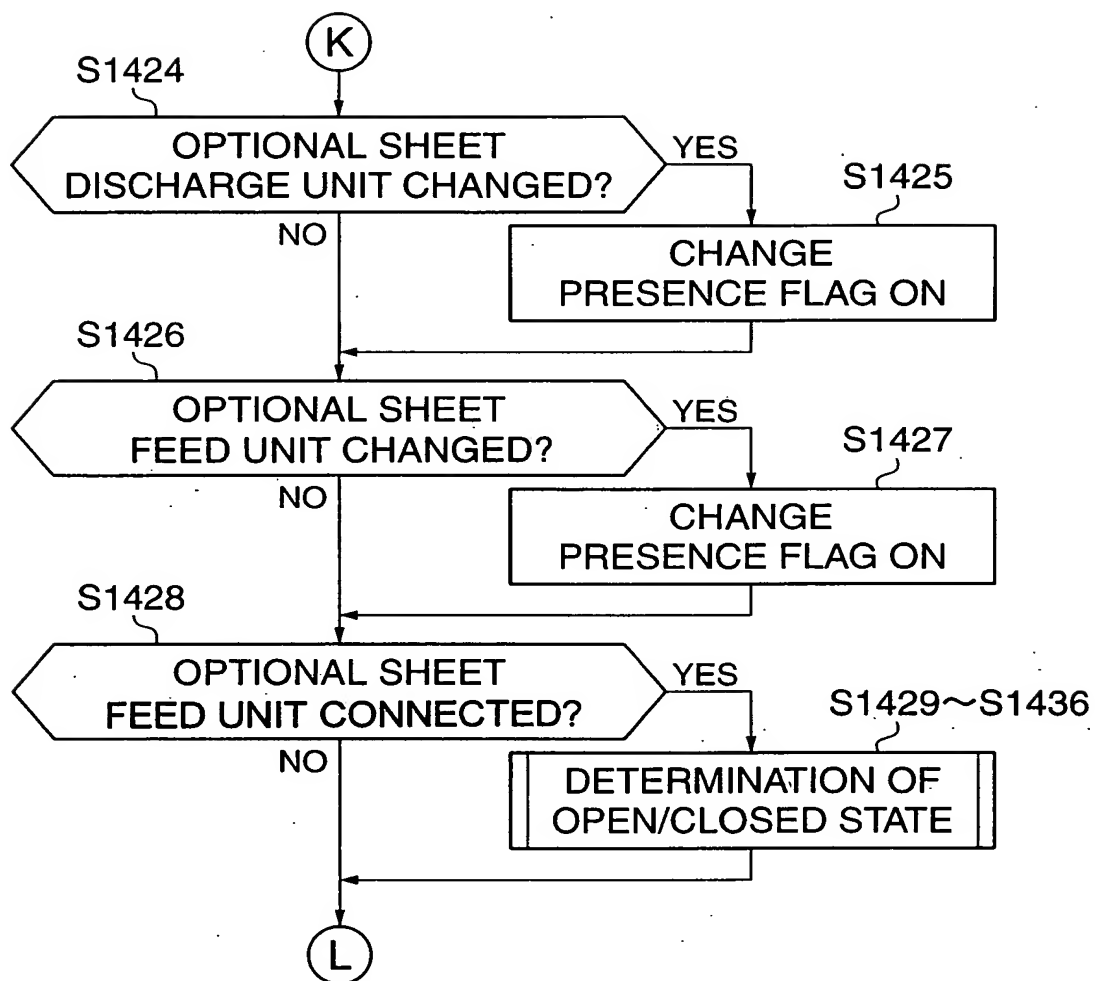 K
S1424
OPTIONAL SHEET
DISCHARGE UNIT CHANGED?
YES
NO
S1425
CHANGE
PRESENCE FLAG ON
S1426
OPTIONAL SHEET
FEED UNIT CHANGED?
YES
NO
S1427
CHANGE
PRESENCE FLAG ON
S1428
OPTIONAL SHEET
FEED UNIT CONNECTED?
YES
NO
S1429~S1436
DETERMINATION OF
OPEN/CLOSED STATE
L